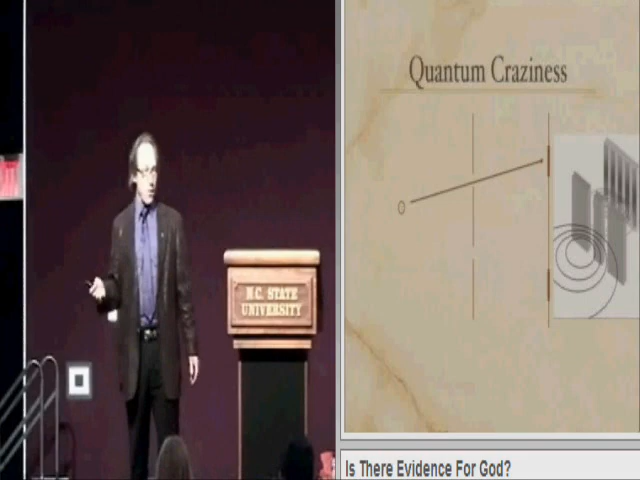 Quantum Craziness
N.C. STATE
UNIVERSITY
Is There Evidence For God?